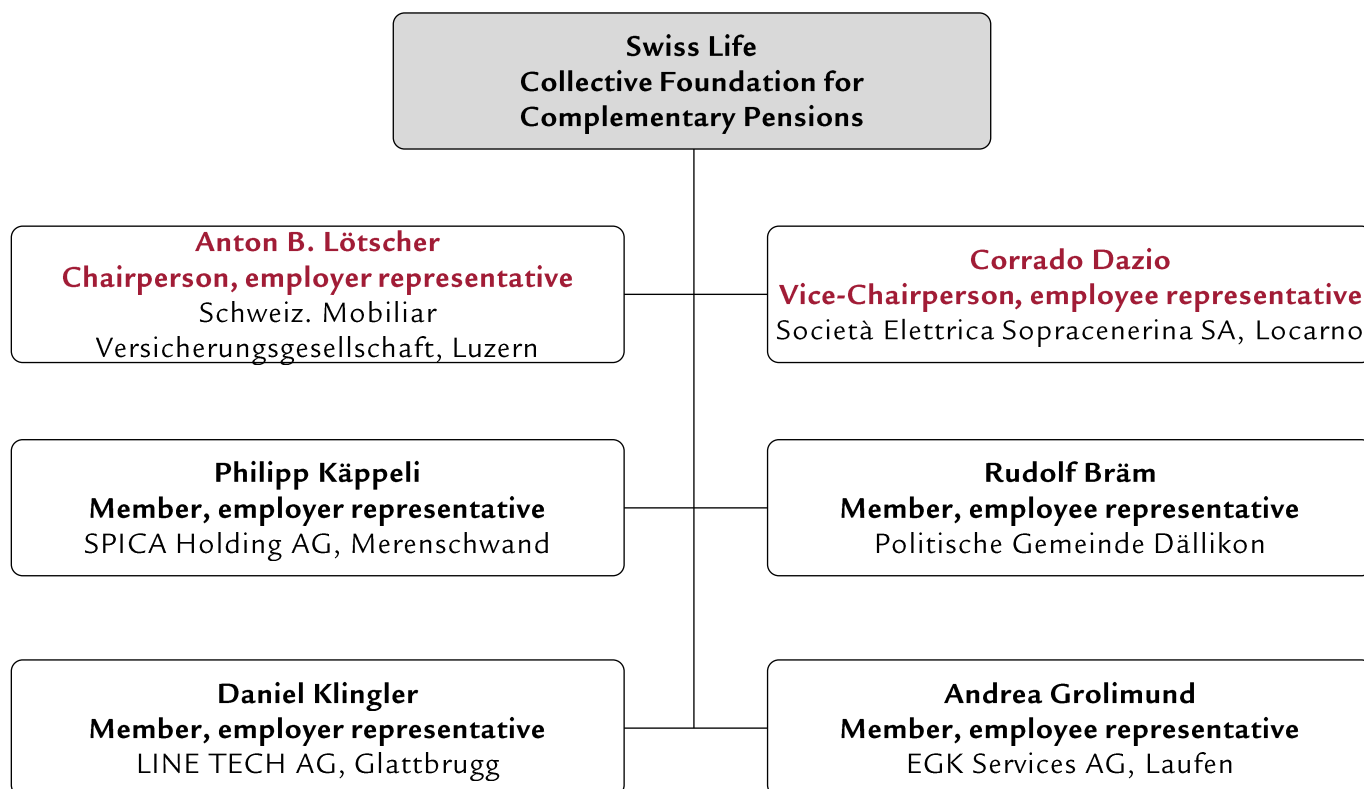 Swiss Life
Collective Foundation for
Complementary Pensions
Anton B. Lötscher
Chairperson, employer representative
Schweiz. Mobiliar
Versicherungsgesellschaft, Luzern
Corrado Dazio
Vice-Chairperson, employee representative
Società Elettrica Sopracenerina SA, Locarno
Philipp Käppeli
Member, employer representative
SPICA Holding AG, Merenschwand
Rudolf Bräm
Member, employee representative
Politische Gemeinde Dällikon
Daniel Klingler
Member, employer representative
LINE TECH AG, Glattbrugg
Andrea Grolimund
Member, employee representative
EGK Services AG, Laufen